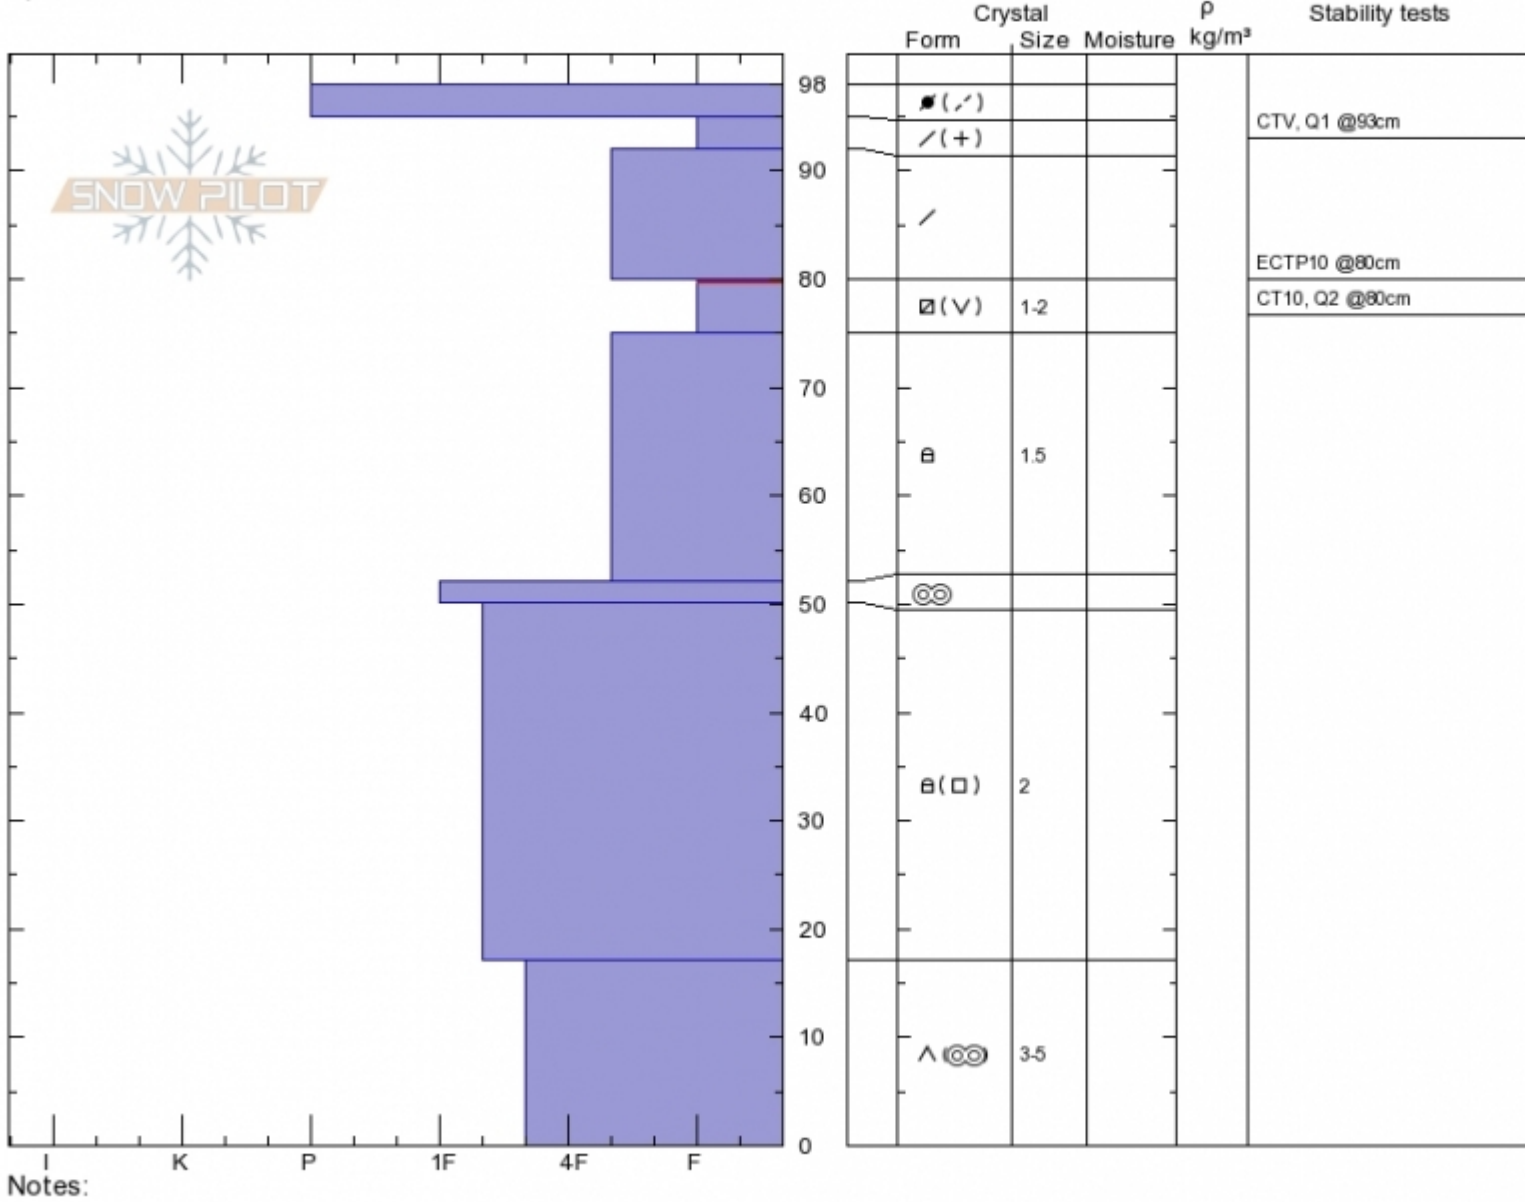 Crystal
ρ
Stability tests
Form
Size
Moisture
kg/m³
98
CTV, Q1 @93cm
SNOW PILOT
90
ECTP10 @80cm
80
CT10, Q2 @80cm
1-2
70
1.5
60
50
40
2
30
20
10
3-5
0
I
K
P
1F
4F
F
Notes: